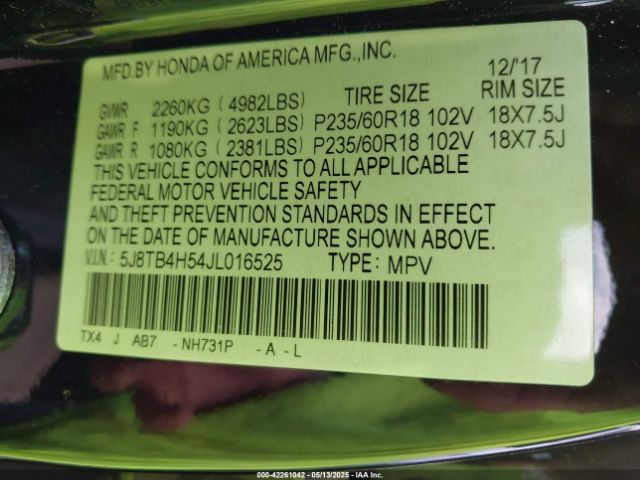 MFD.BY HONDA OF AMERICA MFG.,INC. 12/'17
GVWR 2260KG ( 4982LBS) TIRE SIZE RIM SIZE
GAWR F 1190KG ( 2623LBS) P235/60R18 102V 18X7.5J
GAWR R 1080KG ( 2381LBS) P235/60R18 102V 18X7.5J
THIS VEHICLE CONFORMS TO ALL APPLICABLE
FEDERAL MOTOR VEHICLE SAFETY
AND THEFT PREVENTION STANDARDS IN EFFECT
ON THE DATE OF MANUFACTURE SHOWN ABOVE.
V.I.N.: 5J8TB4H54JL016525 TYPE: MPV
TX4 J AB7 -NH731P -A-L
000-42261042 | 05/13/2025 | IAA Inc.